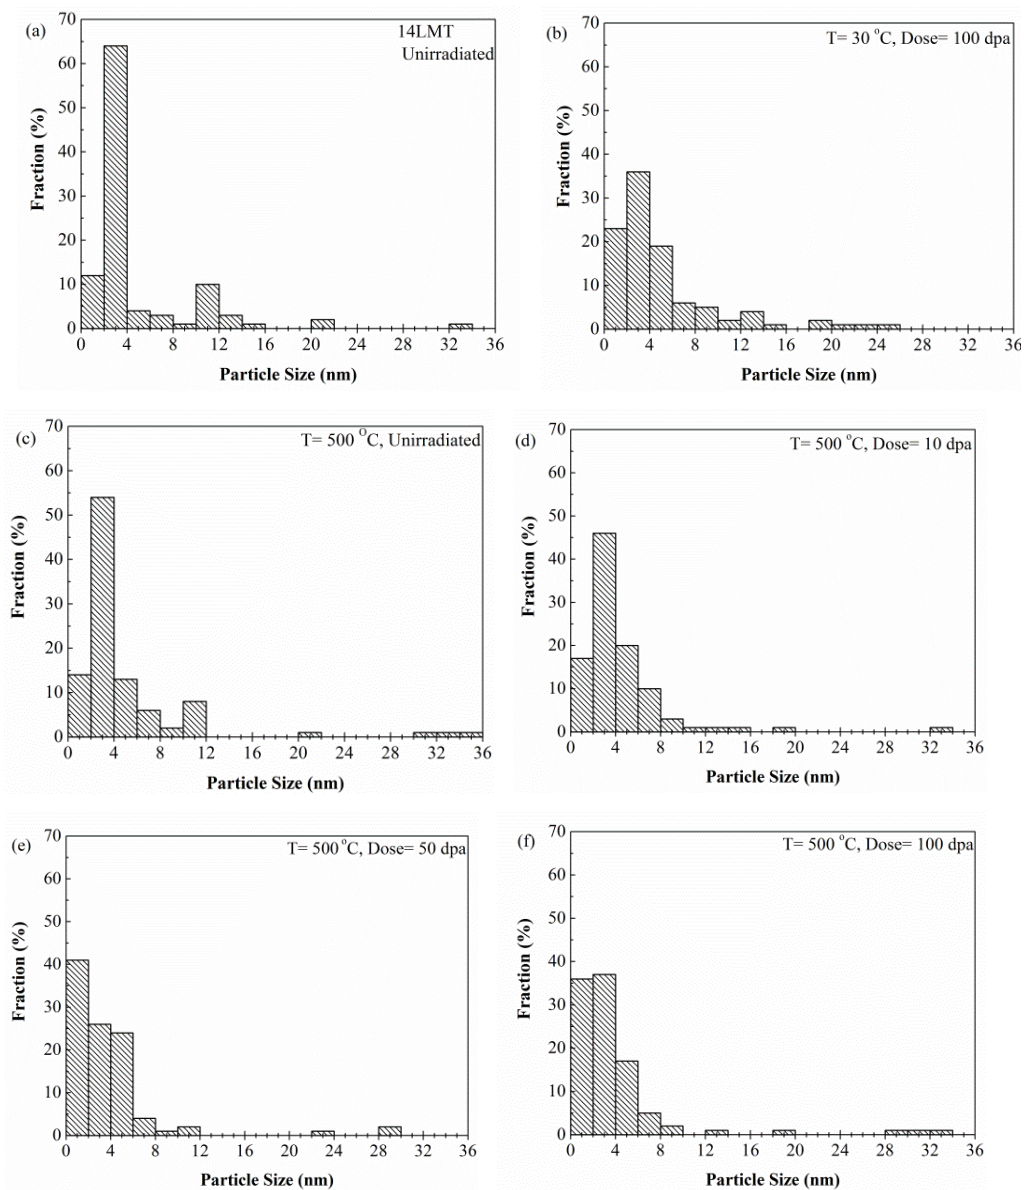 (a)
14LMT
Unirradiated
70
60
50
40
30
20
10
0
Fraction (%)
0 4 8 12 16 20 24 28 32 36
Particle Size (nm)
(b)
T= 30 °C, Dose= 100 dpa
70
60
50
40
30
20
10
0
Fraction (%)
0 4 8 12 16 20 24 28 32 36
Particle Size (nm)
(c)
T= 500 °C, Unirradiated
70
60
50
40
30
20
10
0
Fraction (%)
0 4 8 12 16 20 24 28 32 36
Particle Size (nm)
(d)
T= 500 °C, Dose= 10 dpa
70
60
50
40
30
20
10
0
Fraction (%)
0 4 8 12 16 20 24 28 32 36
Particle Size (nm)
(e)
T= 500 °C, Dose= 50 dpa
70
60
50
40
30
20
10
0
Fraction (%)
0 4 8 12 16 20 24 28 32 36
Particle Size (nm)
(f)
T= 500 °C, Dose= 100 dpa
70
60
50
40
30
20
10
0
Fraction (%)
0 4 8 12 16 20 24 28 32 36
Particle Size (nm)